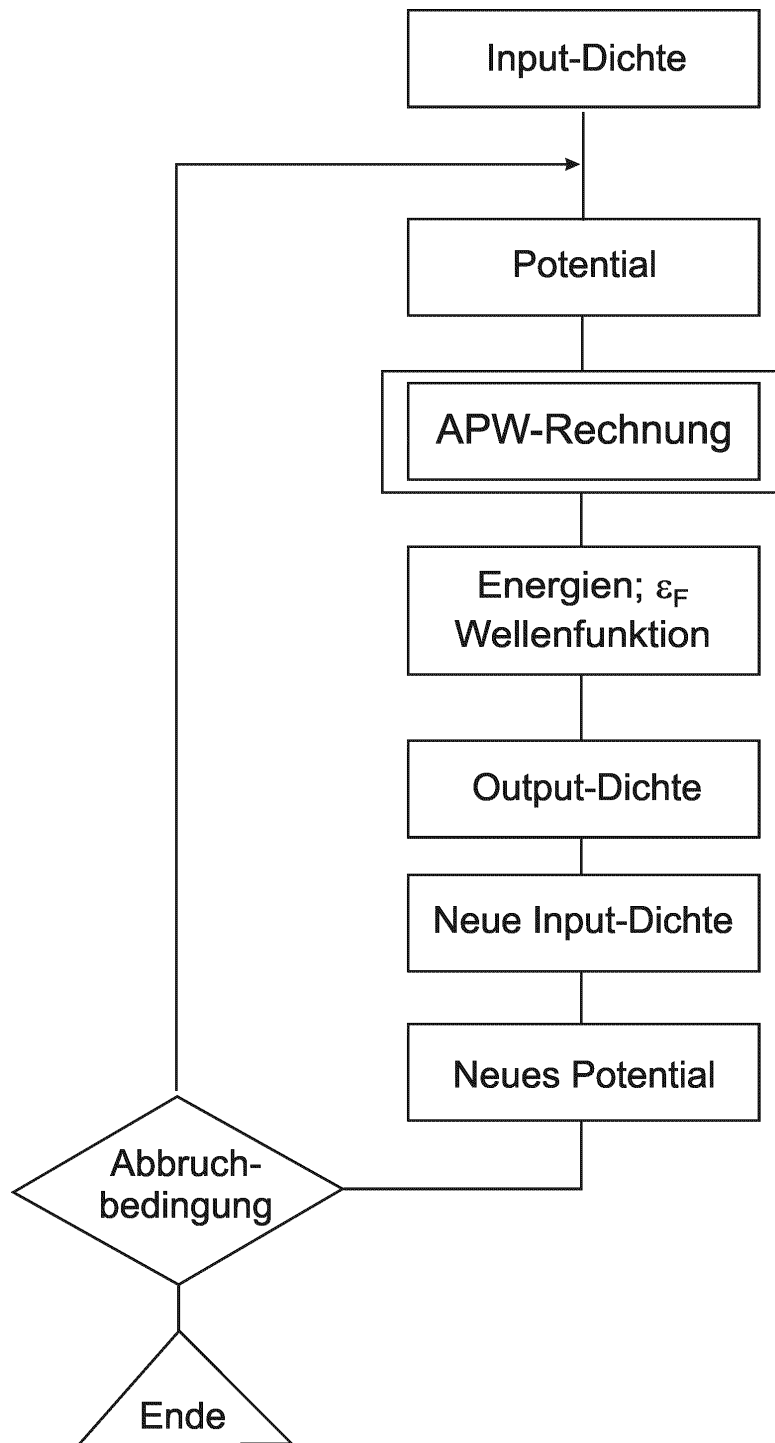 Input-Dichte
Potential
APW-Rechnung
Energien; εF
Wellenfunktion
Output-Dichte
Neue Input-Dichte
Neues Potential
Abbruch-
bedingung
Ende